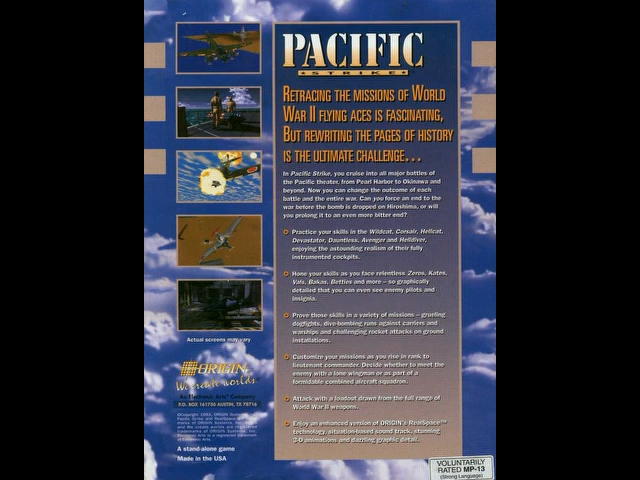 PACIFIC
STRIKE
RETRACING THE MISSIONS OF WORLD
WAR II FLYING ACES IS FASCINATING,
BUT REWRITING THE PAGES OF HISTORY
IS THE ULTIMATE CHALLENGE...
In Pacific Strike, you cruise into all major battles of
the Pacific theater, from Pearl Harbor to Okinawa and
beyond. Now you can change the outcome of each
battle and the entire war. Can you force an end to the
war before the bomb is dropped on Hiroshima, or will
you prolong it to an even more bitter end?
Practice your skills in the Wildcat, Corsair, Hellcat,
Devastator, Dauntless, Avenger and Helldiver,
enjoying the astounding realism of their fully
instrumented cockpits.
Hone your skills as you face relentless Zeros, Kates,
Vals, Bakas, Betties and more – so graphically
detailed that you can even see enemy pilots and
insignia.
Prove those skills in a variety of missions – grueling
dogfights, dive-bombing runs against carriers and
warships and challenging rocket attacks on ground
installations.
Customize your missions as you rise in rank to
lieutenant commander. Decide whether to meet the
enemy with a lone wingman or as part of a
formidable combined aircraft squadron.
Attack with a loadout drawn from the full range of
World War II weapons.
Enjoy an enhanced version of ORIGIN's RealSpace™
technology, situation-based sound track, stunning
3-D animations and dazzling graphic detail.
Actual screens may vary
ORIGIN
We create worlds
An Electronic Arts Company
P.O. BOX 161750 AUSTIN, TX 78716
A stand-alone game
Made in the USA
VOLUNTARILY
RATED MP-13
(Strong Language)